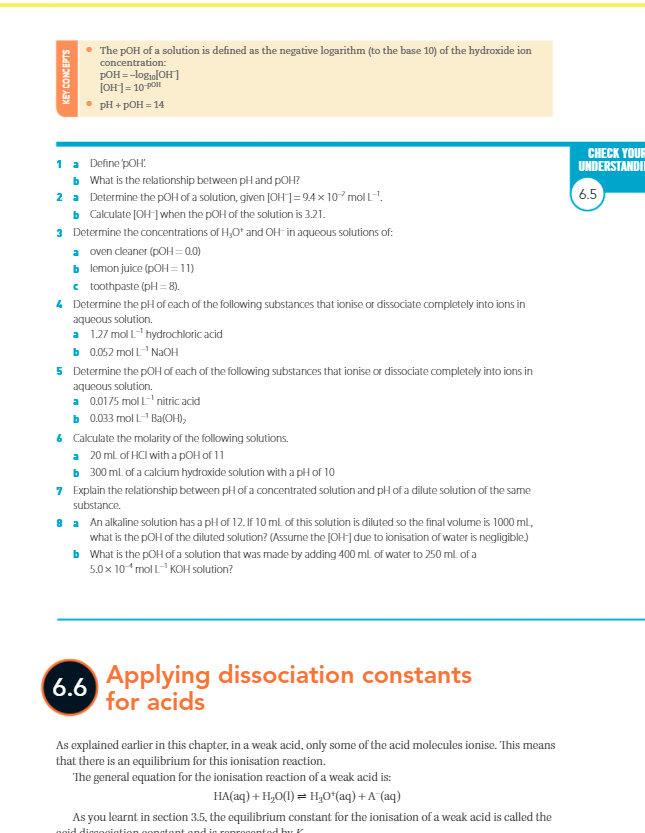 KEY CONCEPTS
• The pOH of a solution is defined as the negative logarithm (to the base 10) of the hydroxide ion
concentration:
pOH = –log₁₀[OH⁻]
[OH⁻] = 10⁻ᵖᴼᴴ
• pH + pOH = 14
CHECK YOUR
UNDERSTANDI
6.5
1 a Define 'pOH'.
b What is the relationship between pH and pOH?
2 a Determine the pOH of a solution, given [OH⁻] = 9.4 × 10⁻² mol L⁻¹.
b Calculate [OH⁻] when the pOH of the solution is 3.21.
3 Determine the concentrations of H₃O⁺ and OH⁻ in aqueous solutions of:
a oven cleaner (pOH = 0.0)
b lemon juice (pOH = 11)
c toothpaste (pH = 8).
4 Determine the pH of each of the following substances that ionise or dissociate completely into ions in
aqueous solution.
a 1.27 mol L⁻¹ hydrochloric acid
b 0.052 mol L⁻¹ NaOH
5 Determine the pOH of each of the following substances that ionise or dissociate completely into ions in
aqueous solution.
a 0.0175 mol L⁻¹ nitric acid
b 0.033 mol L⁻¹ Ba(OH)₂
6 Calculate the molarity of the following solutions.
a 20 mL of HCl with a pOH of 11
b 300 mL of a calcium hydroxide solution with a pH of 10
7 Explain the relationship between pH of a concentrated solution and pH of a dilute solution of the same
substance.
8 a An alkaline solution has a pH of 12. If 10 mL of this solution is diluted so the final volume is 1000 mL,
what is the pOH of the diluted solution? (Assume the [OH⁻] due to ionisation of water is negligible.)
b What is the pOH of a solution that was made by adding 400 mL of water to 250 mL of a
5.0 × 10⁻⁴ mol L⁻¹ KOH solution?
6.6 Applying dissociation constants
for acids
As explained earlier in this chapter, in a weak acid, only some of the acid molecules ionise. This means
that there is an equilibrium for this ionisation reaction.
The general equation for the ionisation reaction of a weak acid is:
HA(aq) + H₂O(l) ⇌ H₃O⁺(aq) + A⁻(aq)
As you learnt in section 3.5, the equilibrium constant for the ionisation of a weak acid is called the
acid dissociation constant and is represented by K